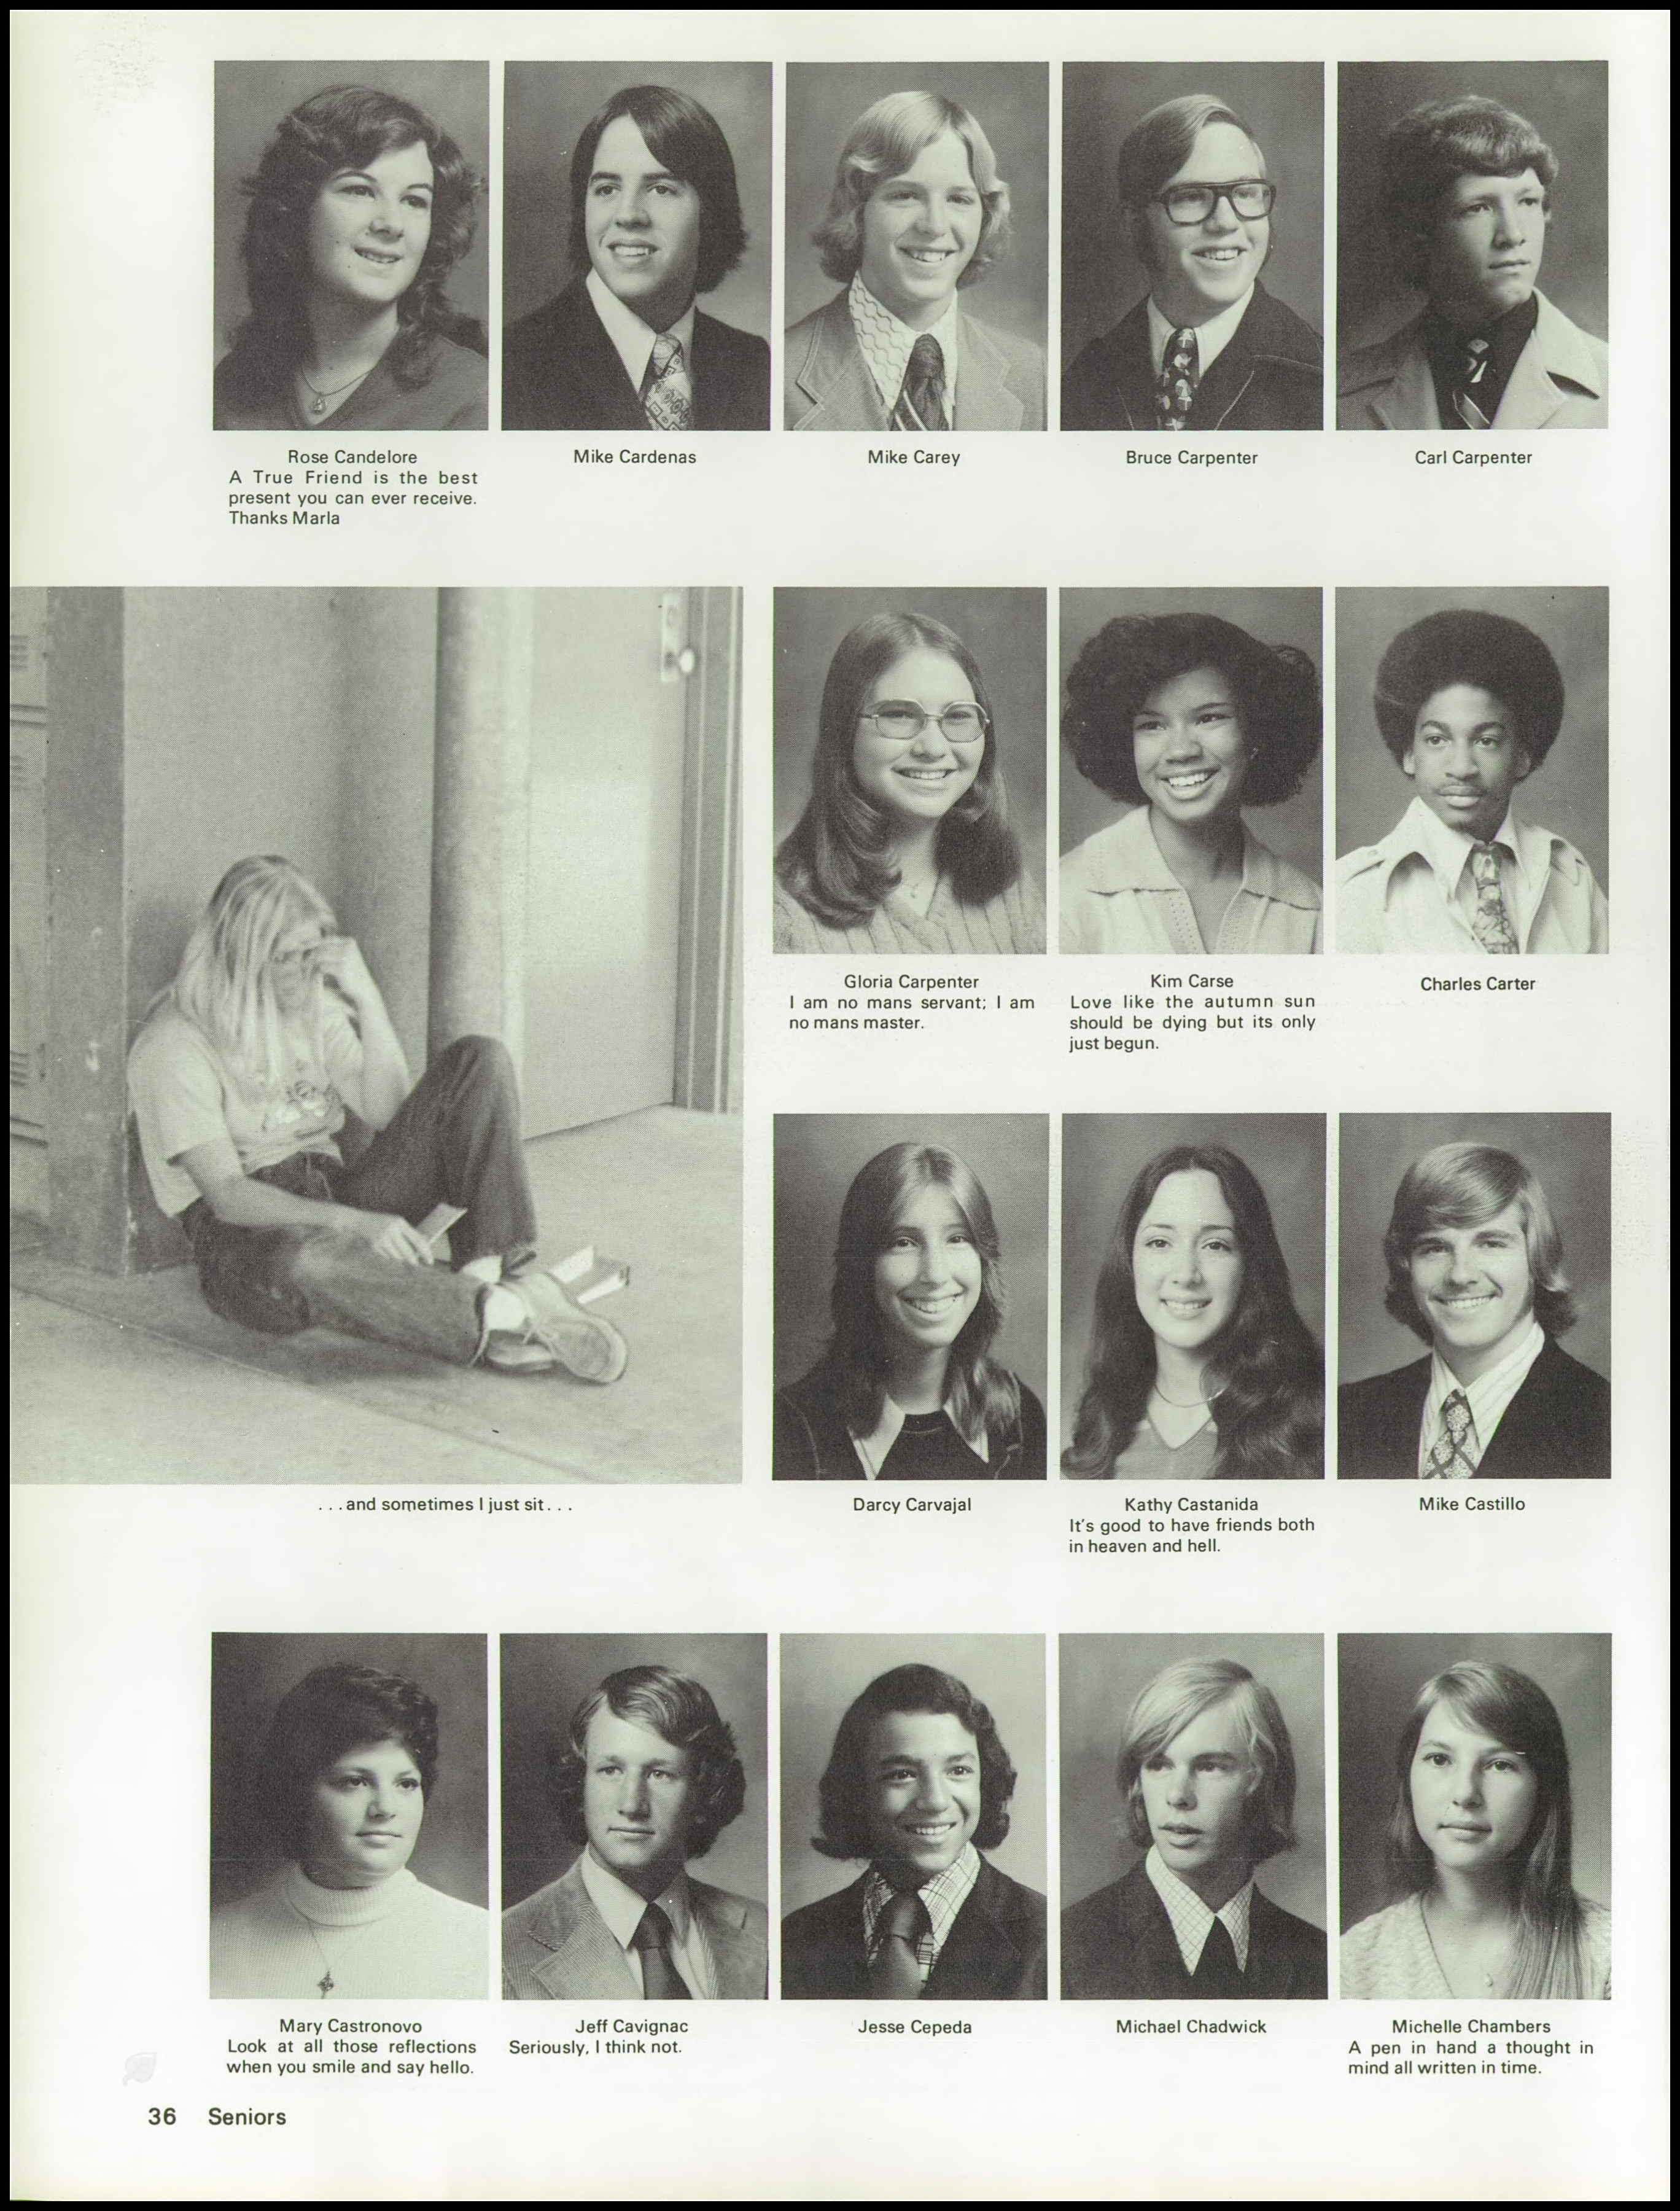 Rose Candelore
A True Friend is the best
present you can ever receive.
Thanks Marla
Mike Cardenas
Mike Carey
Bruce Carpenter
Carl Carpenter
Gloria Carpenter
I am no mans servant; I am
no mans master.
Kim Carse
Love like the autumn sun
should be dying but its only
just begun.
Charles Carter
. . . and sometimes I just sit. . .
Darcy Carvajal
Kathy Castanida
It's good to have friends both
in heaven and hell.
Mike Castillo
Mary Castronovo
Look at all those reflections
when you smile and say hello.
Jeff Cavignac
Seriously, I think not.
Jesse Cepeda
Michael Chadwick
Michelle Chambers
A pen in hand a thought in
mind all written in time.
36 Seniors